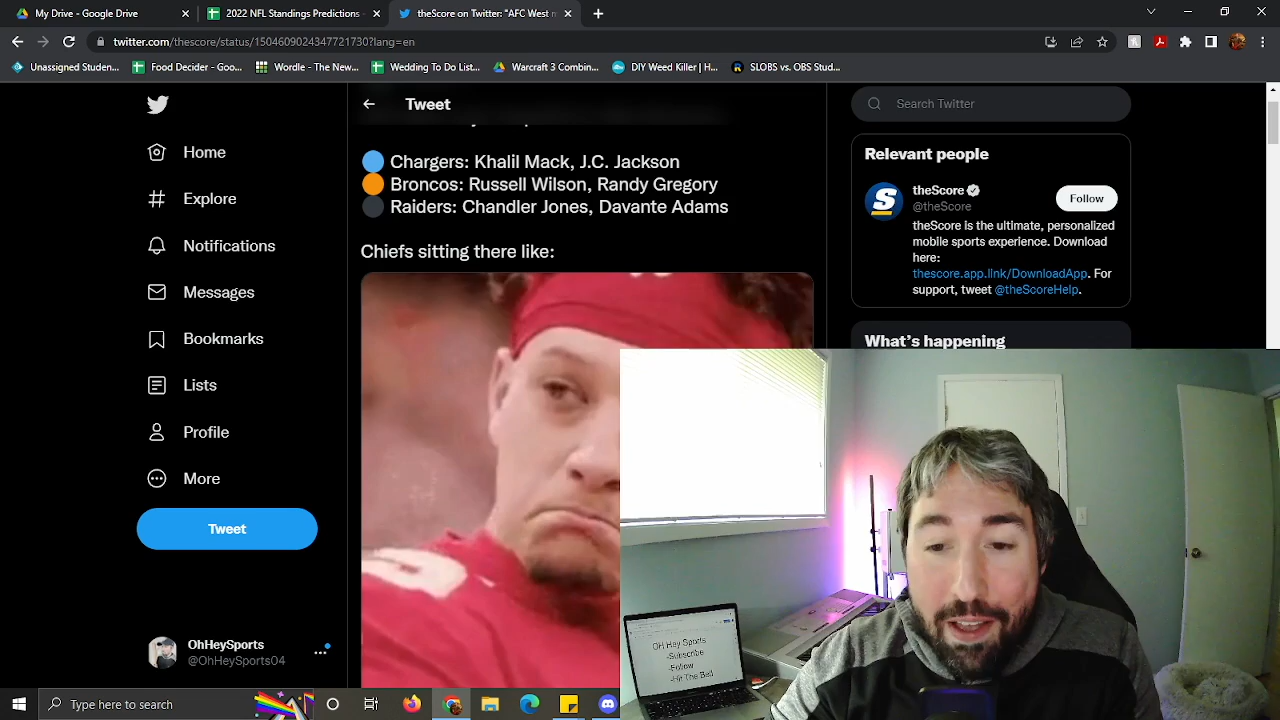 My Drive - Google Drive
2022 NFL Standings Predictions -
theScore on Twitter: "AFC West m
twitter.com/thescore/status/1504609024347721730?lang=en
Unassigned Studen...
Food Decider - Goo...
Wordle - The New...
Wedding To Do List...
Warcraft 3 Combin...
DIY Weed Killer | H...
SLOBS vs. OBS Stud...
Home
Explore
Notifications
Messages
Bookmarks
Lists
Profile
More
Tweet
OhHeySports
@OhHeySports04
Tweet
Chargers: Khalil Mack, J.C. Jackson
Broncos: Russell Wilson, Randy Gregory
Raiders: Chandler Jones, Davante Adams
Chiefs sitting there like:
Search Twitter
Relevant people
theScore
@theScore
Follow
theScore is the ultimate, personalized
mobile sports experience. Download
here:
thescore.app.link/DownloadApp. For
support, tweet @theScoreHelp.
What's happening
OH Hey Sports
-Subscribe
-Follow
-Hit The Bell
Type here to search